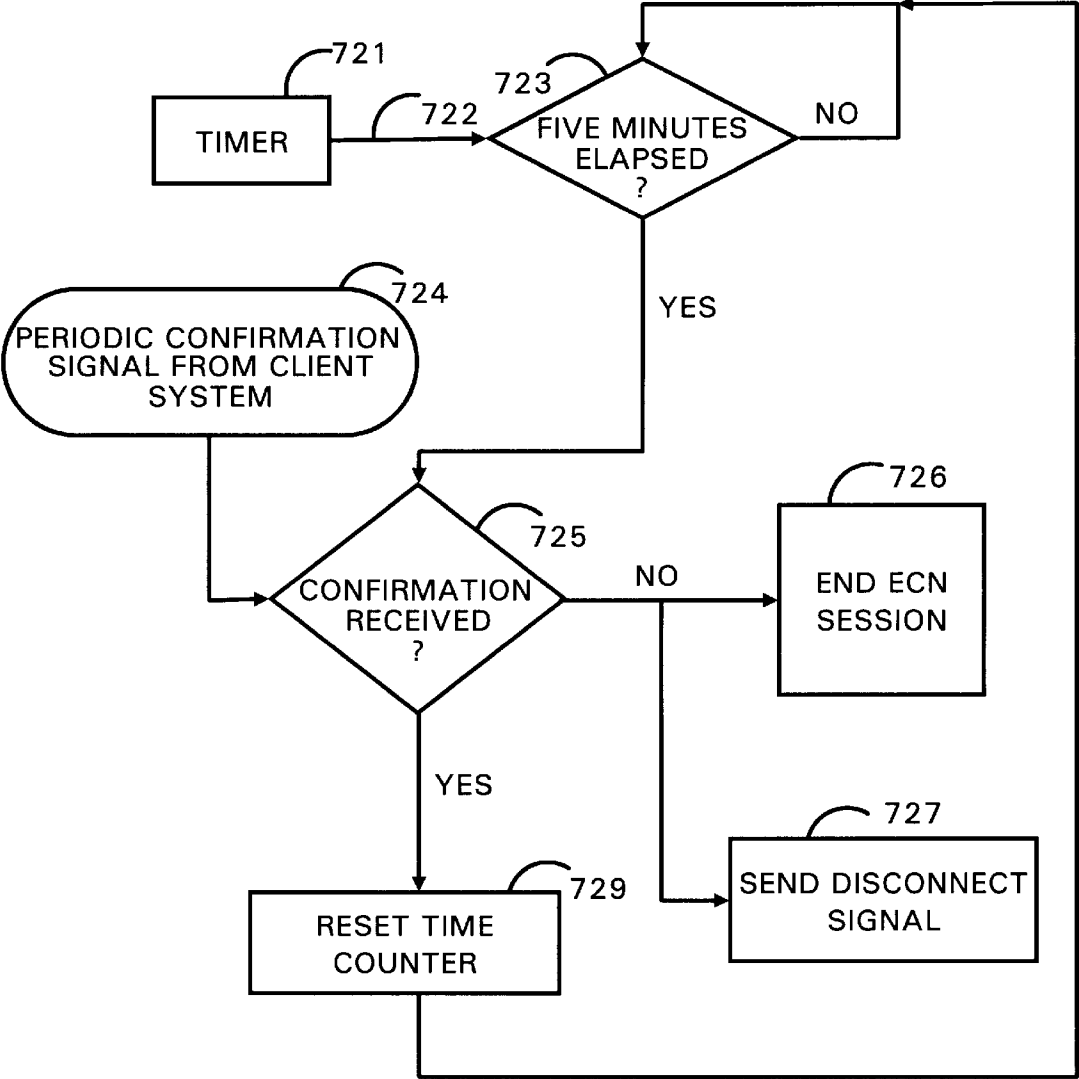 721
TIMER
722
723
FIVE MINUTES
ELAPSED
?
NO
YES
724
PERIODIC CONFIRMATION
SIGNAL FROM CLIENT
SYSTEM
725
CONFIRMATION
RECEIVED
?
NO
726
END ECN
SESSION
YES
727
SEND DISCONNECT
SIGNAL
729
RESET TIME
COUNTER